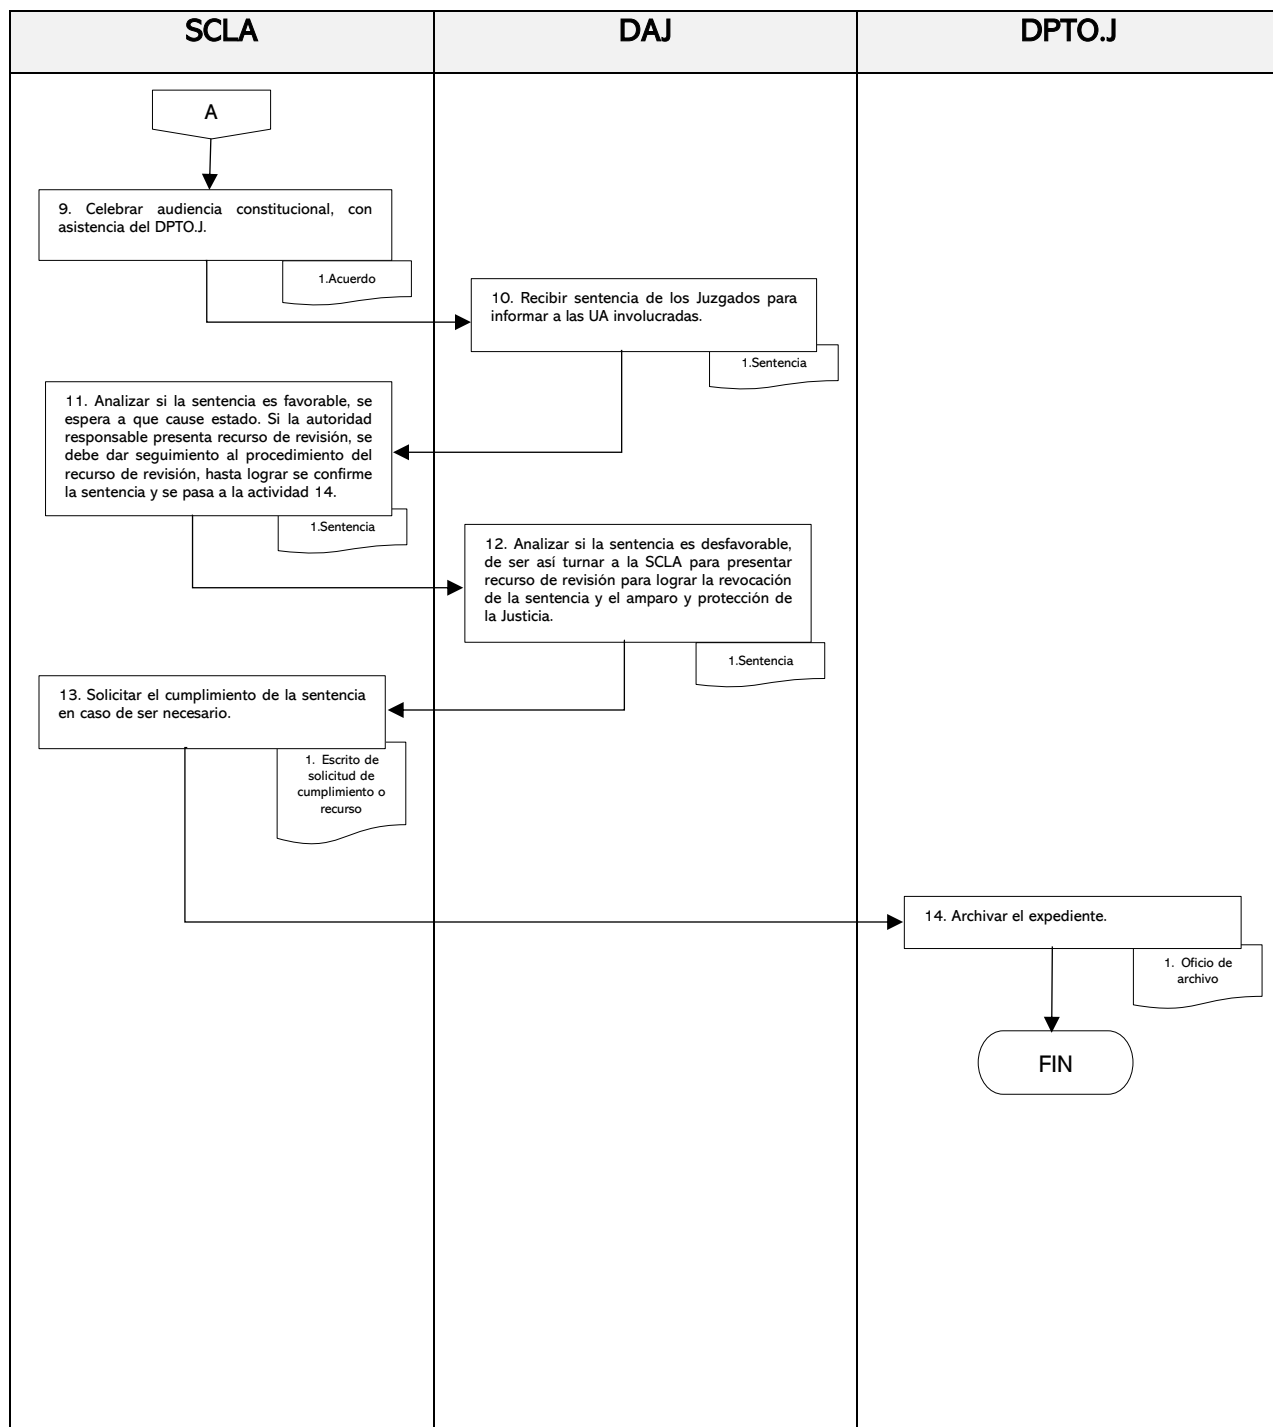 SCLA
DAJ
DPTO.J
A
9. Celebrar audiencia constitucional, con
asistencia del DPTO.J.
1.Acuerdo
10. Recibir sentencia de los Juzgados para
informar a las UA involucradas.
1.Sentencia
11. Analizar si la sentencia es favorable, se
espera a que cause estado. Si la autoridad
responsable presenta recurso de revisión, se
debe dar seguimiento al procedimiento del
recurso de revisión, hasta lograr se confirme
la sentencia y se pasa a la actividad 14.
1.Sentencia
12. Analizar si la sentencia es desfavorable,
de ser así turnar a la SCLA para presentar
recurso de revisión para lograr la revocación
de la sentencia y el amparo y protección de
la Justicia.
1.Sentencia
13. Solicitar el cumplimiento de la sentencia
en caso de ser necesario.
1. Escrito de
solicitud de
cumplimiento o
recurso
14. Archivar el expediente.
1. Oficio de
archivo
FIN